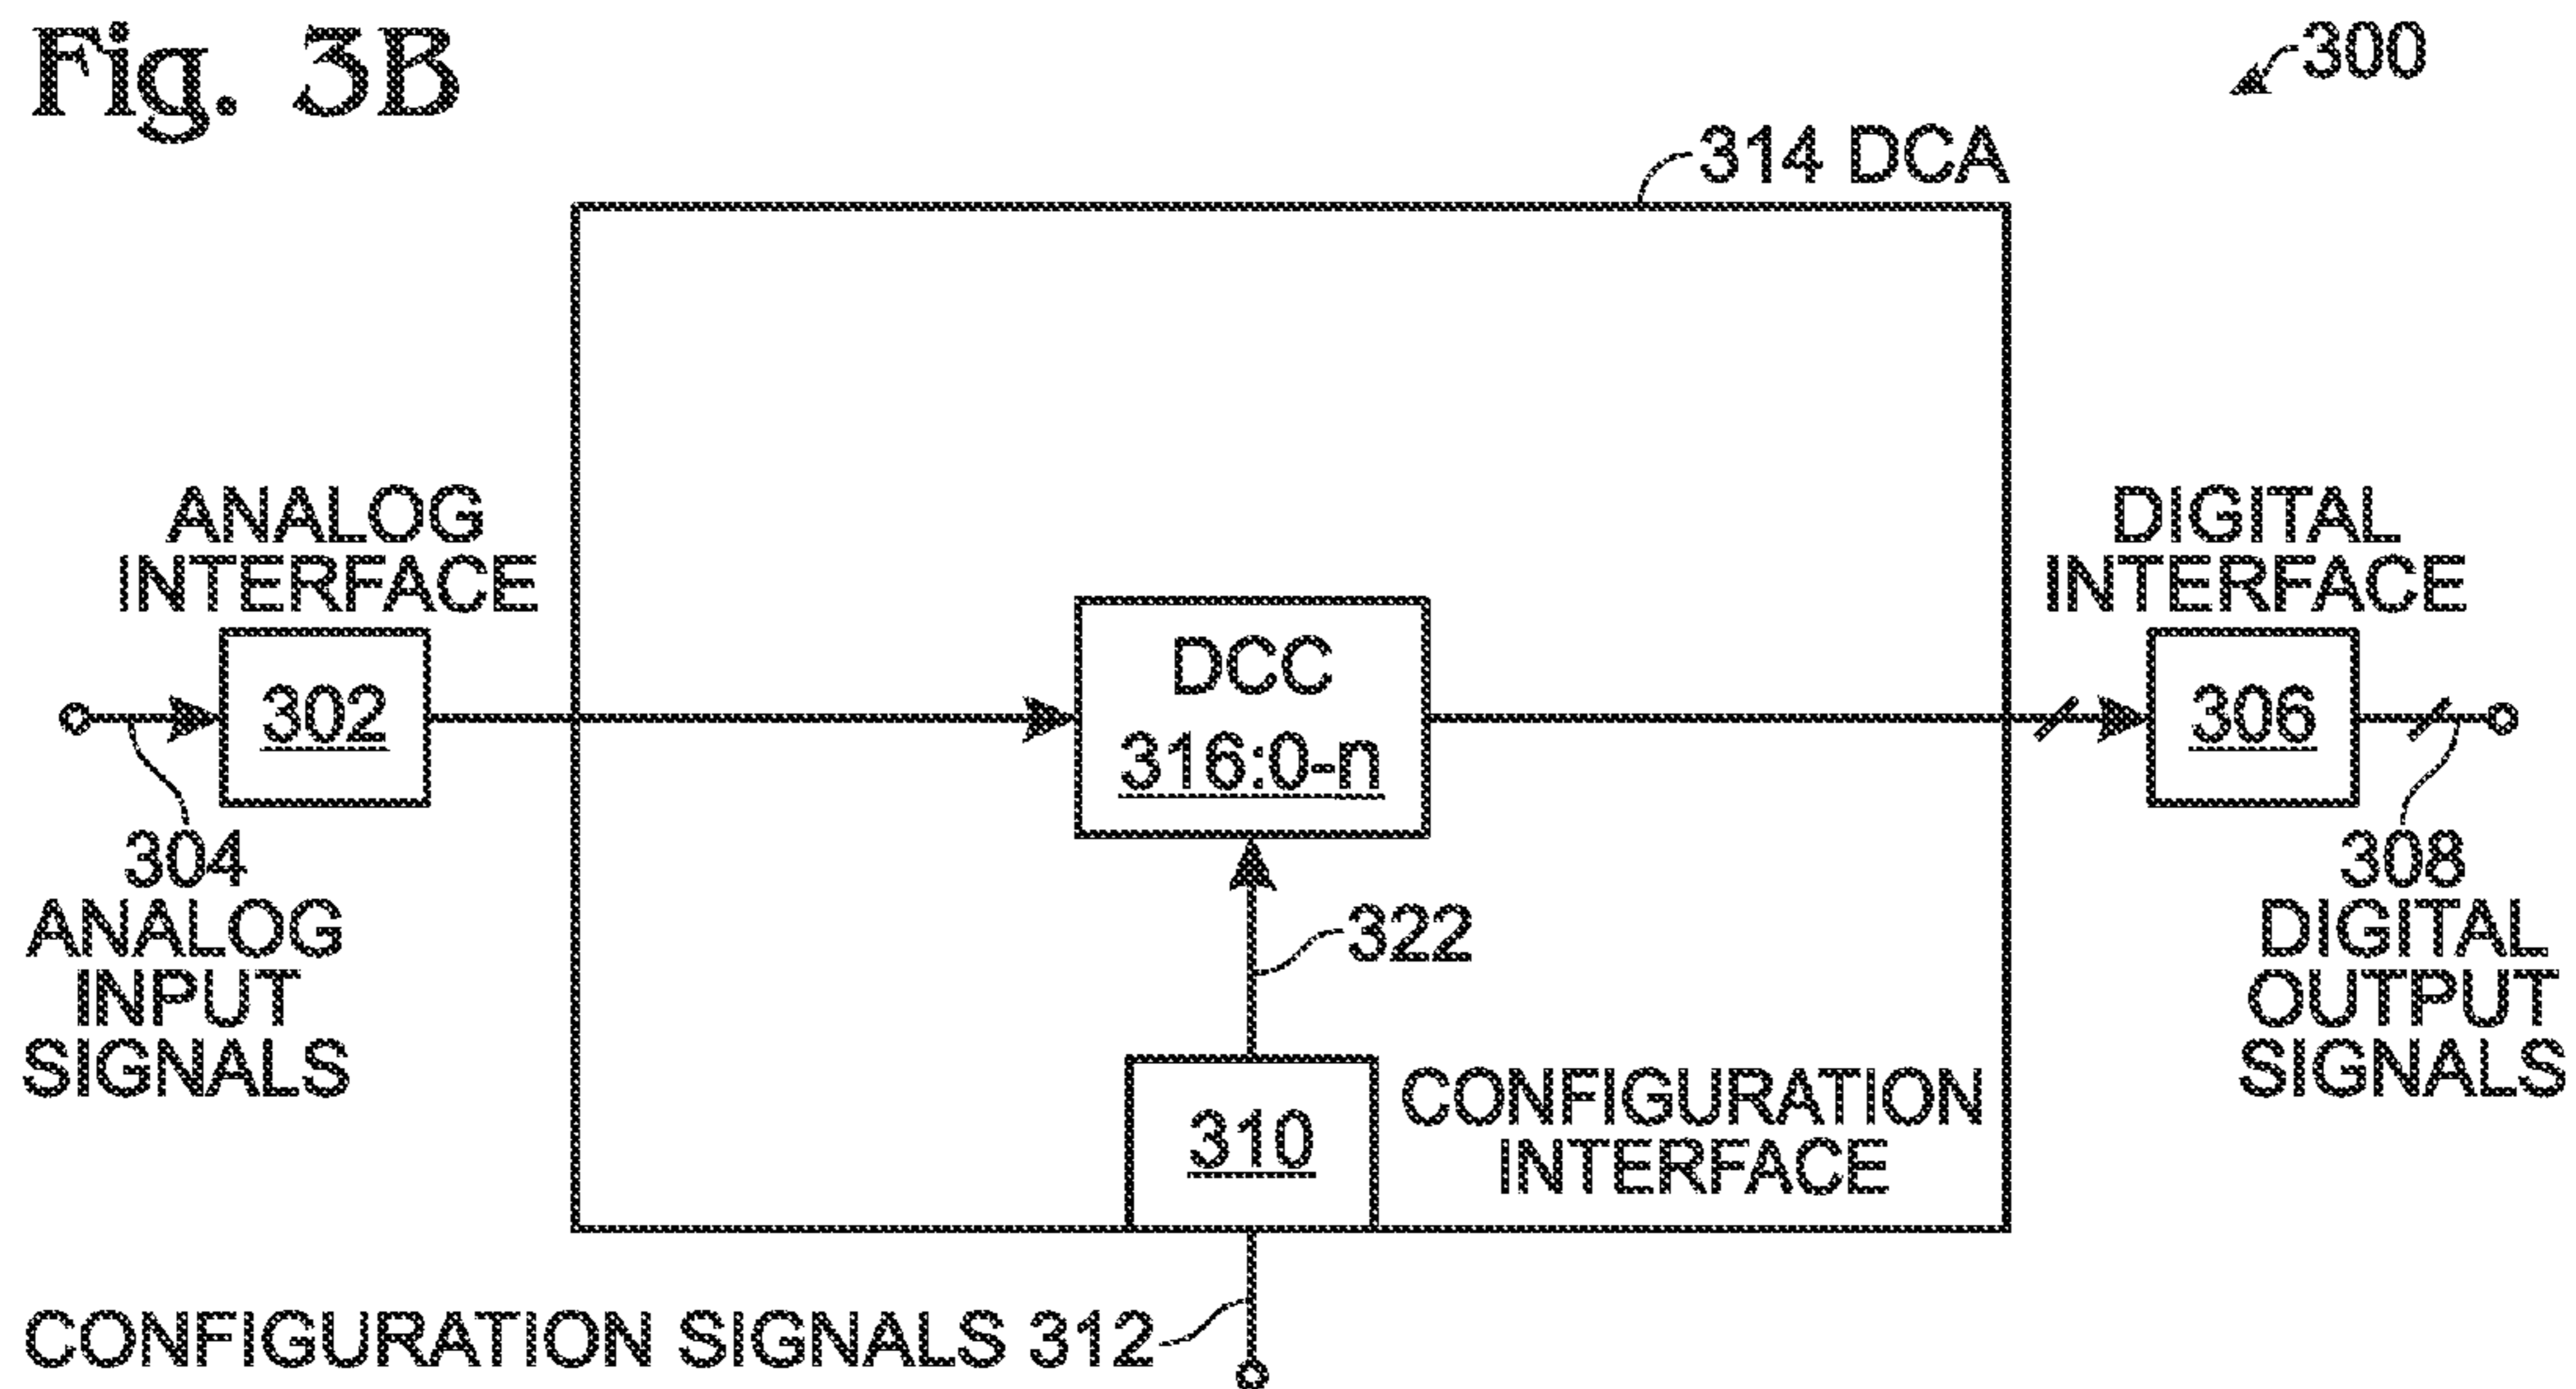 Fig. 3B
300
314 DCA
ANALOG
INTERFACE
DIGITAL
INTERFACE
302
DCC
316:0-n
306
304
ANALOG
INPUT
SIGNALS
322
308
DIGITAL
OUTPUT
SIGNALS
310
CONFIGURATION
INTERFACE
CONFIGURATION SIGNALS 312